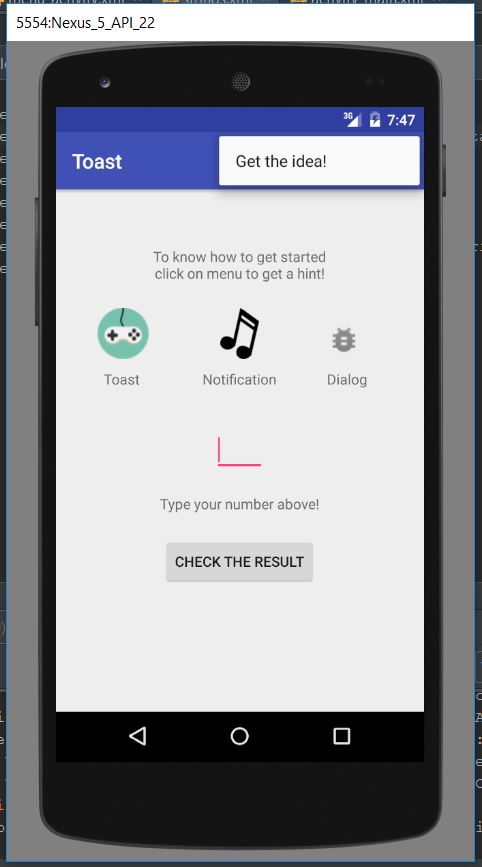 5554:Nexus_5_API_22
3G 7:47
Toast
Get the idea!
To know how to get started
click on menu to get a hint!
Toast Notification Dialog
Type your number above!
CHECK THE RESULT